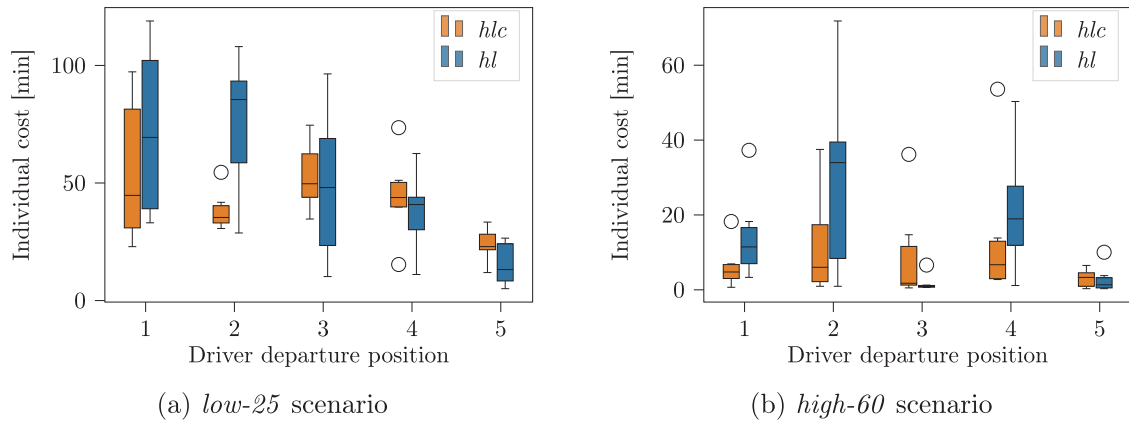 Individual cost [min]
100
50
0
hlc
hl
1 2 3 4 5
Driver departure position
(a) low-25 scenario
Individual cost [min]
60
40
20
0
hlc
hl
1 2 3 4 5
Driver departure position
(b) high-60 scenario